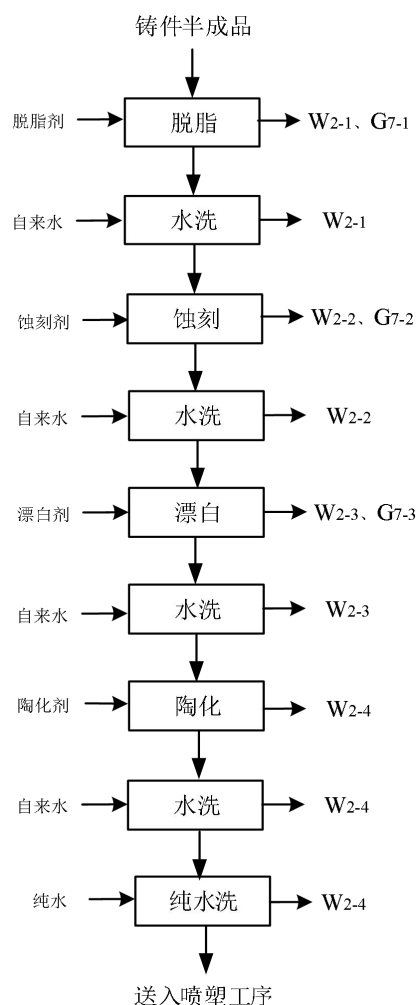 铸件半成品
脱脂剂 脱脂 W2-1、G7-1
自来水 水洗 W2-1
蚀刻剂 蚀刻 W2-2、G7-2
自来水 水洗 W2-2
漂白剂 漂白 W2-3、G7-3
自来水 水洗 W2-3
陶化剂 陶化 W2-4
自来水 水洗 W2-4
纯水 纯水洗 W2-4
送入喷塑工序